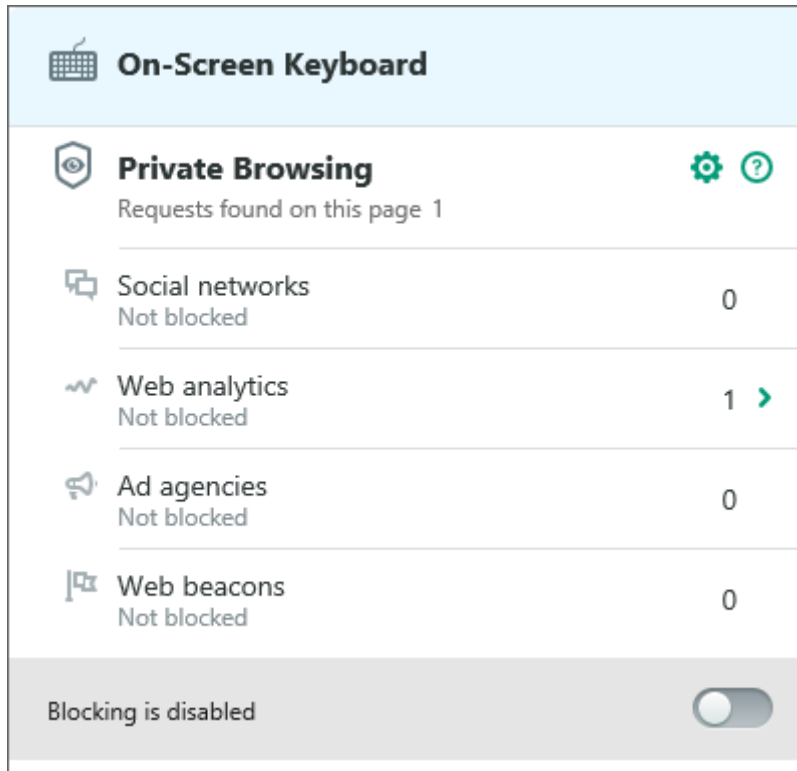 On-Screen Keyboard
Private Browsing
Requests found on this page 1
Social networks
Not blocked
0
Web analytics
Not blocked
1
Ad agencies
Not blocked
0
Web beacons
Not blocked
0
Blocking is disabled